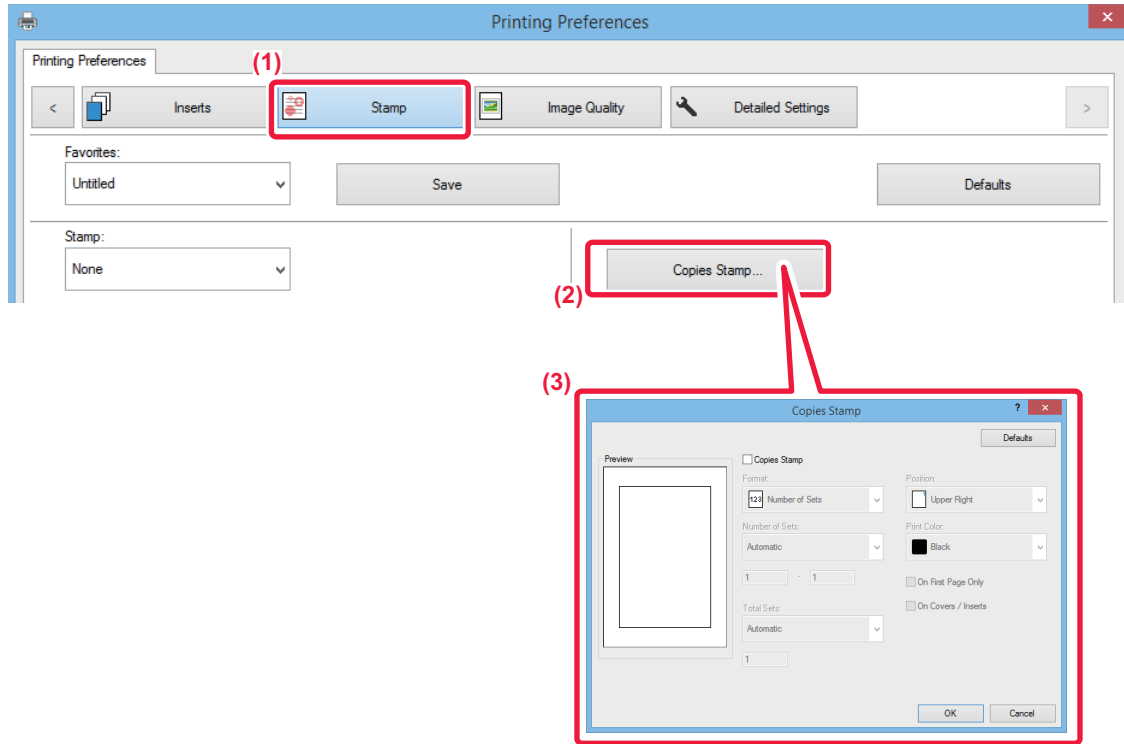 Printing Preferences
Printing Preferences
(1)
<
Inserts
Stamp
Image Quality
Detailed Settings
>
Favorites:
Untitled
Save
Defaults
Stamp:
None
Copies Stamp...
(2)
(3)
Copies Stamp
?
Defaults
Preview
Copies Stamp
Format:
Position:
123 Number of Sets
Upper Right
Number of Sets:
Print Color:
Automatic
Black
1 - 1
On First Page Only
On Covers / Inserts
Total Sets:
Automatic
1
OK
Cancel